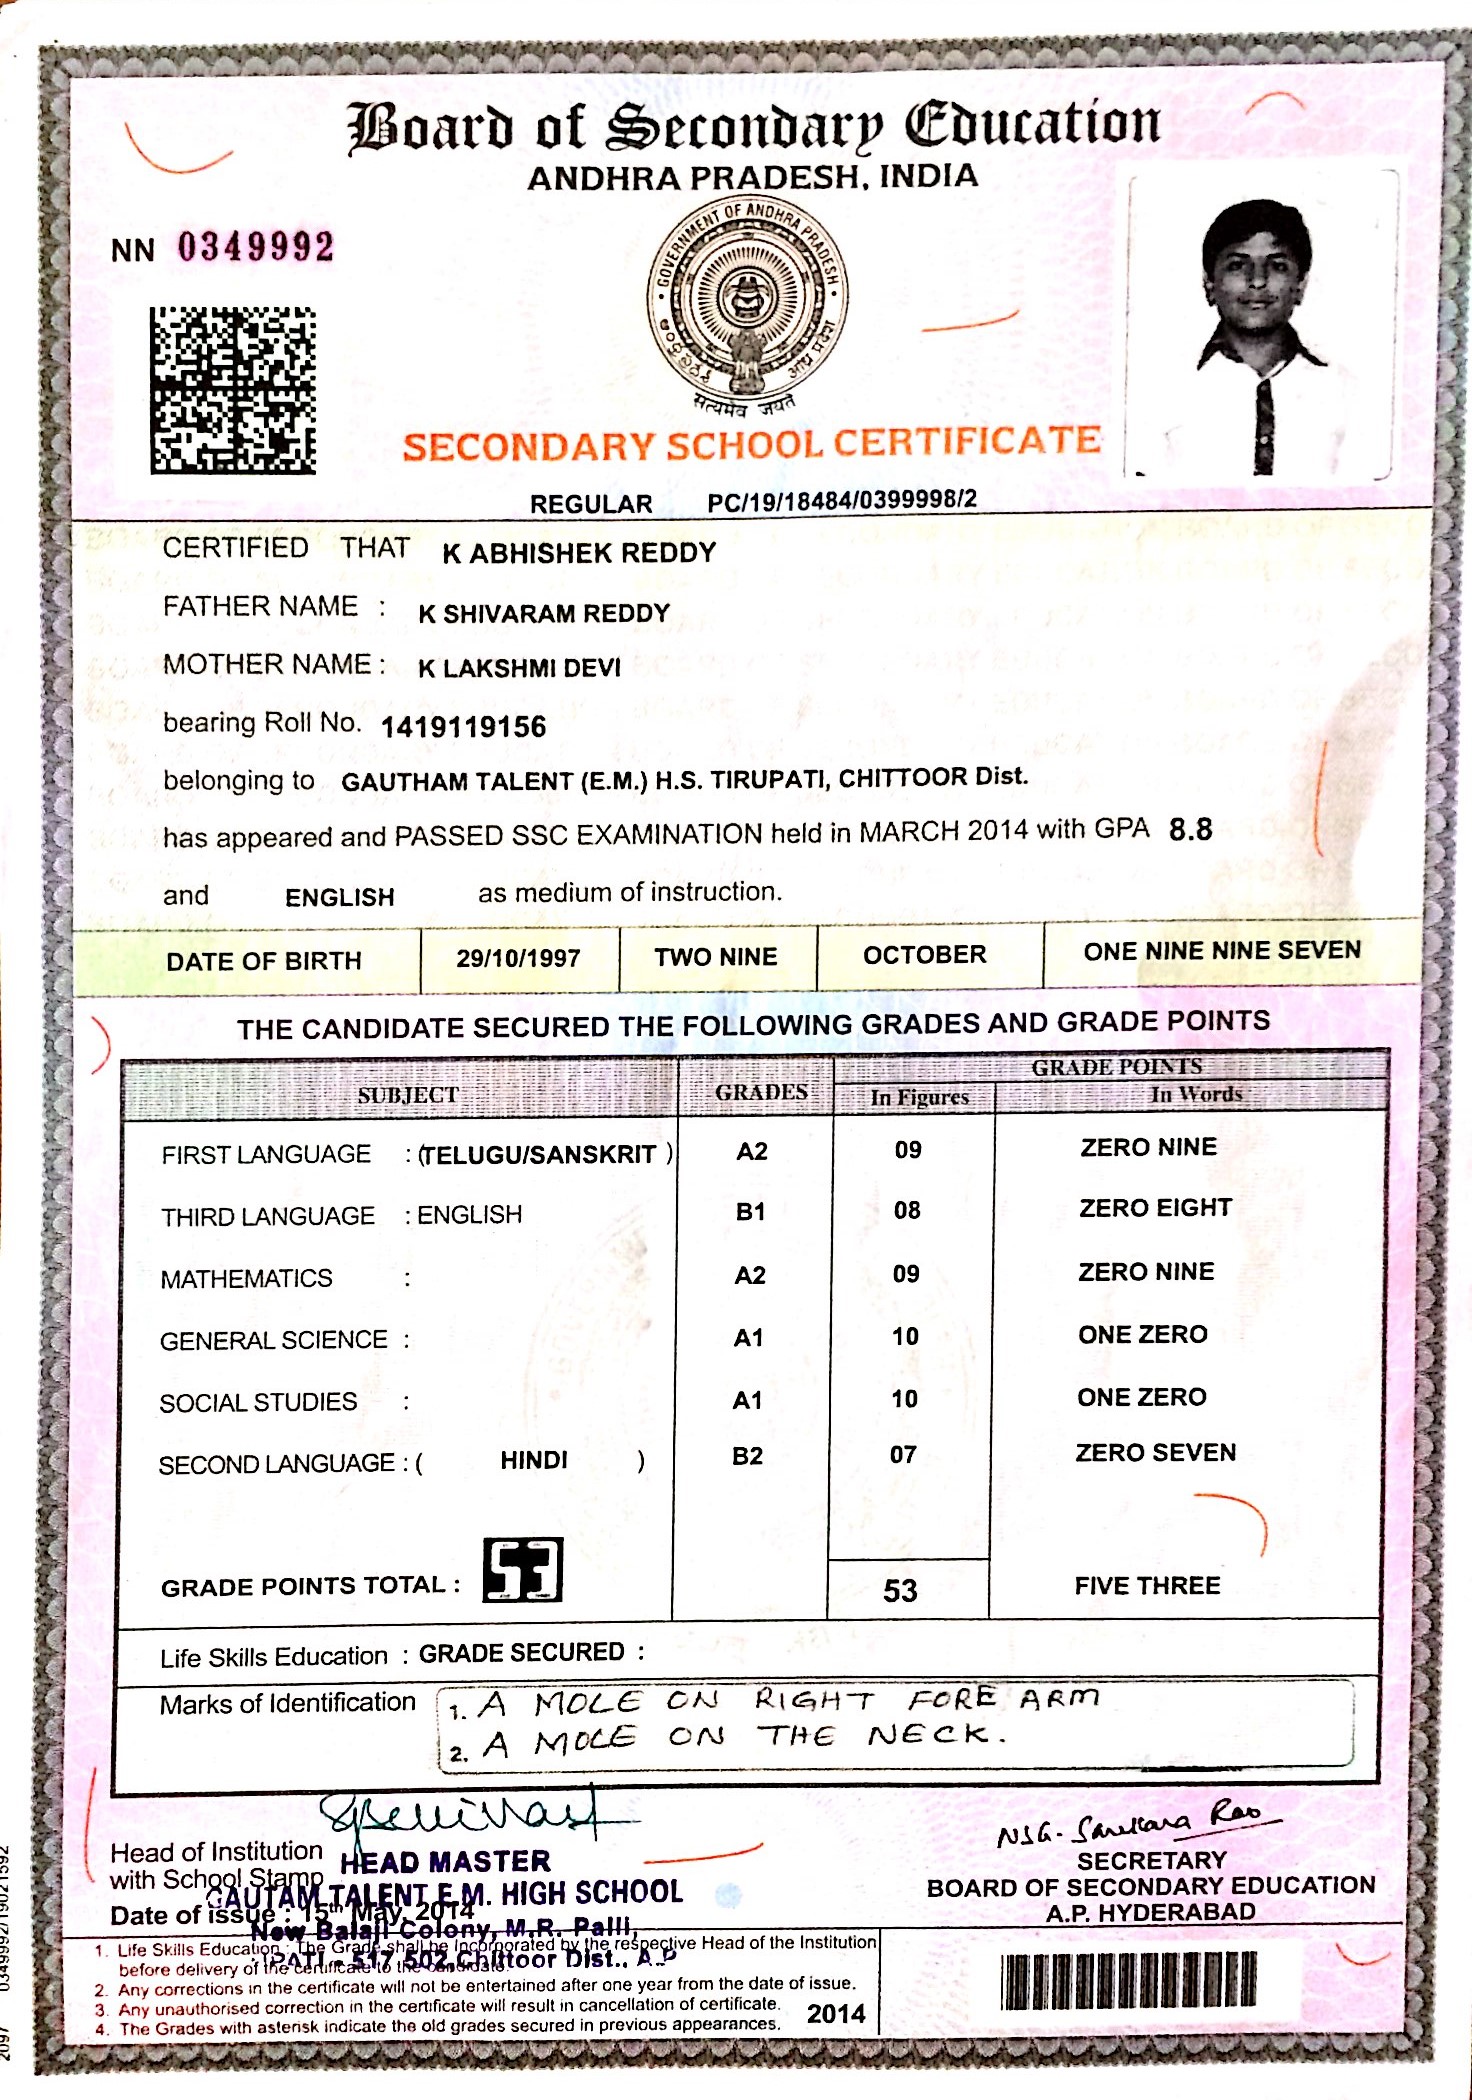 Board of Secondary Education
ANDHRA PRADESH, INDIA
NN 0349992
GOVERNMENT OF ANDHRA PRADESH
ఆంధ్రప్రదేశ్
आंध्र प्रदेश
सत्यमेव जयते
SECONDARY SCHOOL CERTIFICATE
REGULAR PC/19/18484/0399998/2
CERTIFIED THAT K ABHISHEK REDDY
FATHER NAME : K SHIVARAM REDDY
MOTHER NAME : K LAKSHMI DEVI
bearing Roll No. 1419119156
belonging to GAUTHAM TALENT (E.M.) H.S. TIRUPATI, CHITTOOR Dist.
has appeared and PASSED SSC EXAMINATION held in MARCH 2014 with GPA 8.8
and ENGLISH as medium of instruction.
DATE OF BIRTH 29/10/1997 TWO NINE OCTOBER ONE NINE NINE SEVEN
THE CANDIDATE SECURED THE FOLLOWING GRADES AND GRADE POINTS
SUBJECT GRADES GRADE POINTS
In Figures In Words
FIRST LANGUAGE : (TELUGU/SANSKRIT ) A2 09 ZERO NINE
THIRD LANGUAGE : ENGLISH B1 08 ZERO EIGHT
MATHEMATICS : A2 09 ZERO NINE
GENERAL SCIENCE : A1 10 ONE ZERO
SOCIAL STUDIES : A1 10 ONE ZERO
SECOND LANGUAGE : ( HINDI ) B2 07 ZERO SEVEN
GRADE POINTS TOTAL : 53 53 FIVE THREE
Life Skills Education : GRADE SECURED :
Marks of Identification 1. A MOLE ON RIGHT FORE ARM
2. A MOLE ON THE NECK.
N.S.G. Sankara Rao
Head of Institution
with School Stamp
HEAD MASTER
GAUTAM TALENT E.M. HIGH SCHOOL
Date of issue : 15th May, 2014
New Balaji Colony, M.R. Palli,
517 502, Chittoor Dist., A.P
SECRETARY
BOARD OF SECONDARY EDUCATION
A.P. HYDERABAD
1. Life Skills Education : The Grade shall be Incorporated by the respective Head of the Institution
before delivery of the certificate to the candidate.
2. Any corrections in the certificate will not be entertained after one year from the date of issue.
3. Any unauthorised correction in the certificate will result in cancellation of certificate.
4. The Grades with asterisk indicate the old grades secured in previous appearances.
2014
2097 0349992/19021592